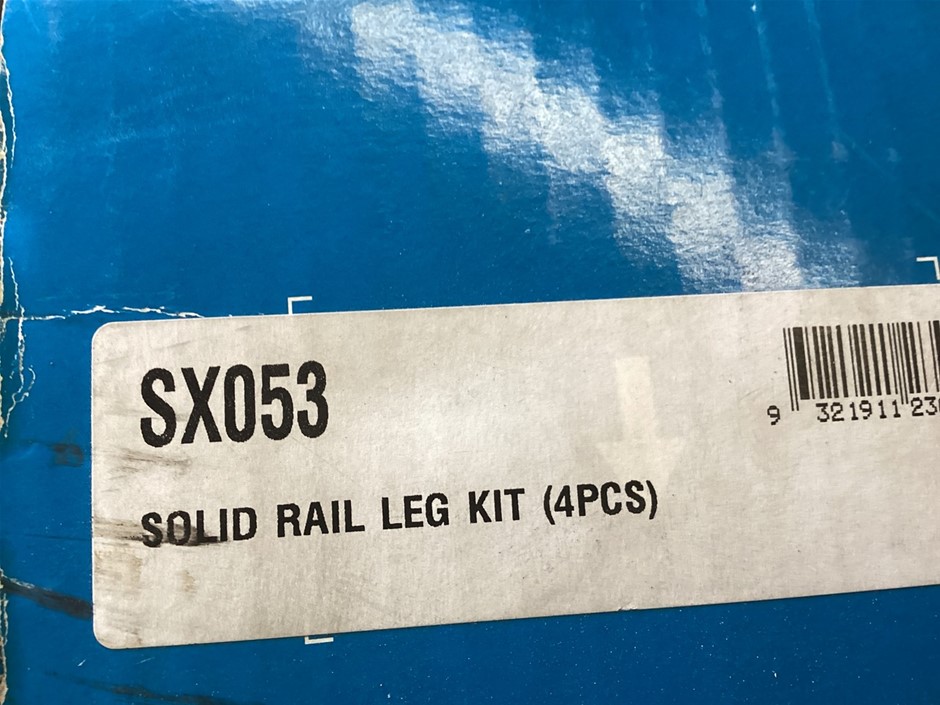 SX053
9 321911 23
SOLID RAIL LEG KIT (4PCS)